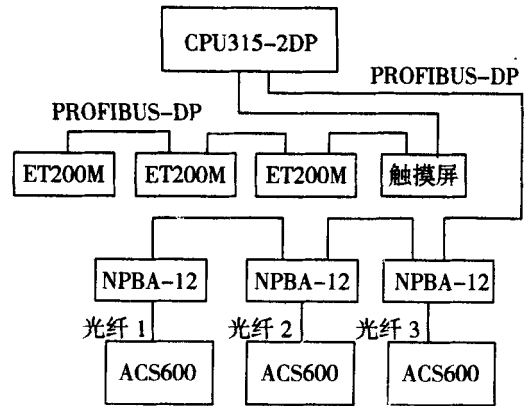 CPU315-2DP
PROFIBUS-DP
PROFIBUS-DP
ET200M ET200M ET200M 触摸屏
NPBA-12 NPBA-12 NPBA-12
光纤1 光纤2 光纤3
ACS600 ACS600 ACS600